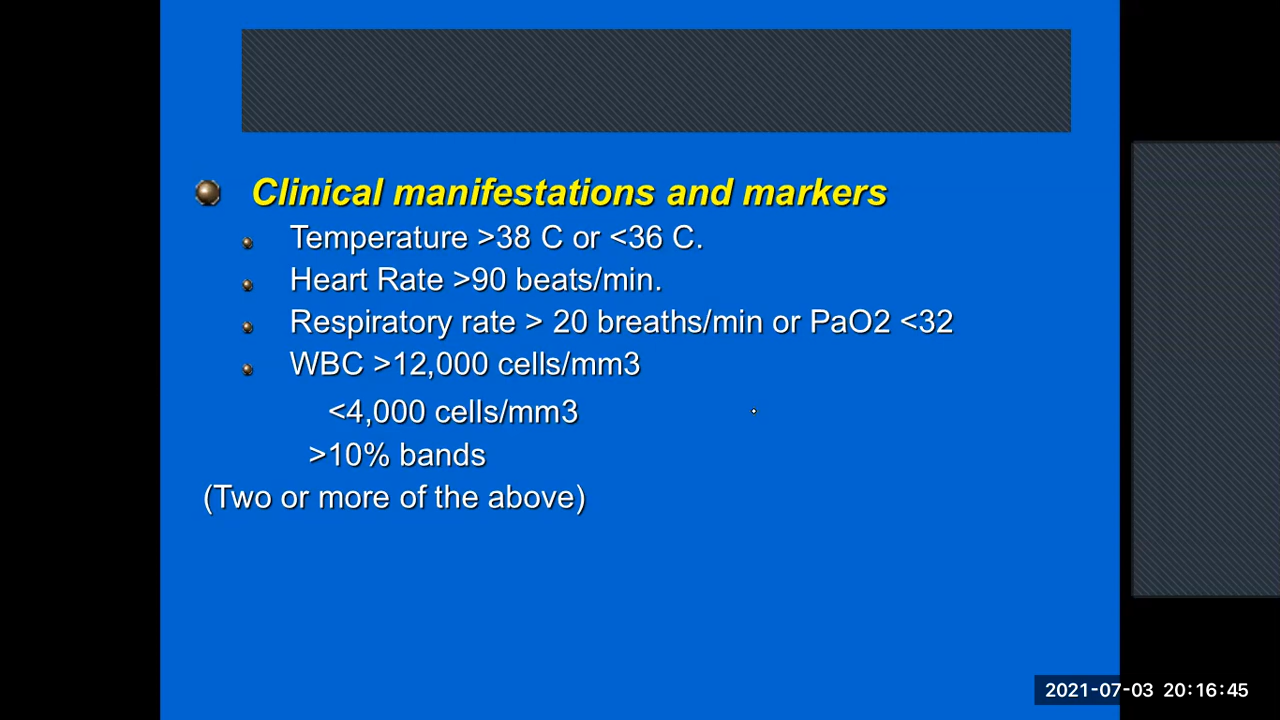 Clinical manifestations and markers
Temperature >38 C or <36 C.
Heart Rate >90 beats/min.
Respiratory rate > 20 breaths/min or PaO2 <32
WBC >12,000 cells/mm3
<4,000 cells/mm3
>10% bands
(Two or more of the above)
2021-07-03 20:16:45